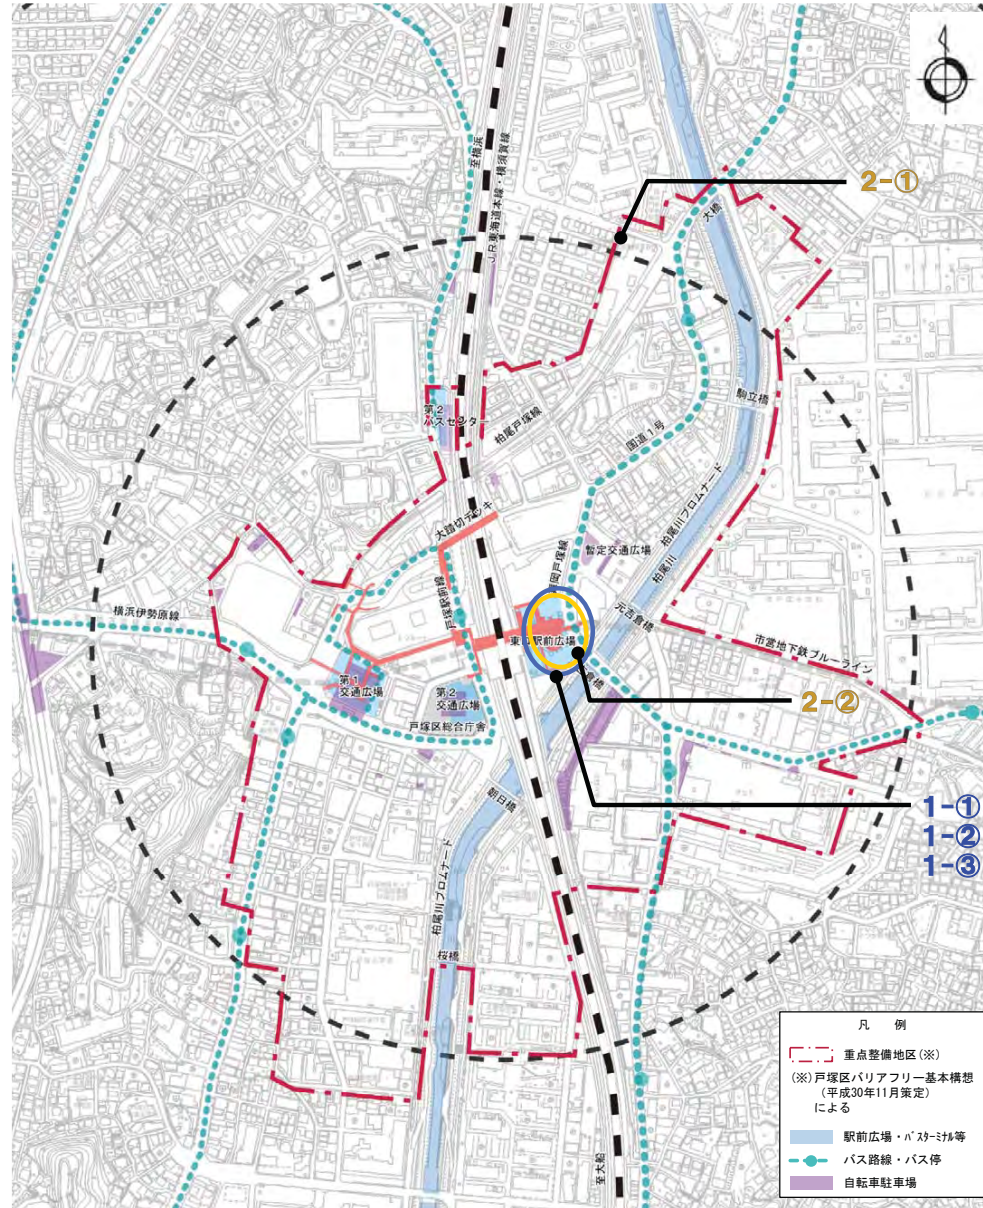 至横浜
J.R東海道本線・横須賀線
大橋
2-①
第2
バスセンター
柏尾戸塚線
国道1号
駒立橋
柏尾川プロムナード
柏尾川
大踏切デッキ
戸塚駅前線
岡戸塚線
暫定交通広場
元吉倉橋
横浜伊勢原線
東口駅前広場
市営地下鉄ブルーライン
第1
交通広場
第2
交通広場
戸塚区総合庁舎
倉橋
2-②
朝日橋
1-①
1-②
1-③
柏尾川プロムナード
桜橋
至大船
凡 例
重点整備地区(※)
(※)戸塚区バリアフリー基本構想
(平成30年11月策定)
による
駅前広場・バスターミナル等
バス路線・バス停
自転車駐車場